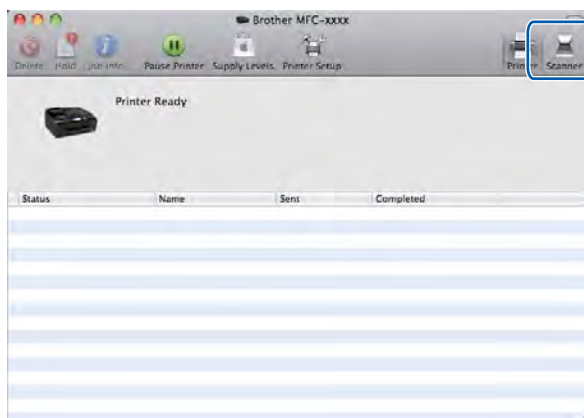 Brother MFC-xxxx
Delete Hold Job Info Pause Printer Supply Levels Printer Setup Printer Scanner
Printer Ready
Status Name Sent Completed